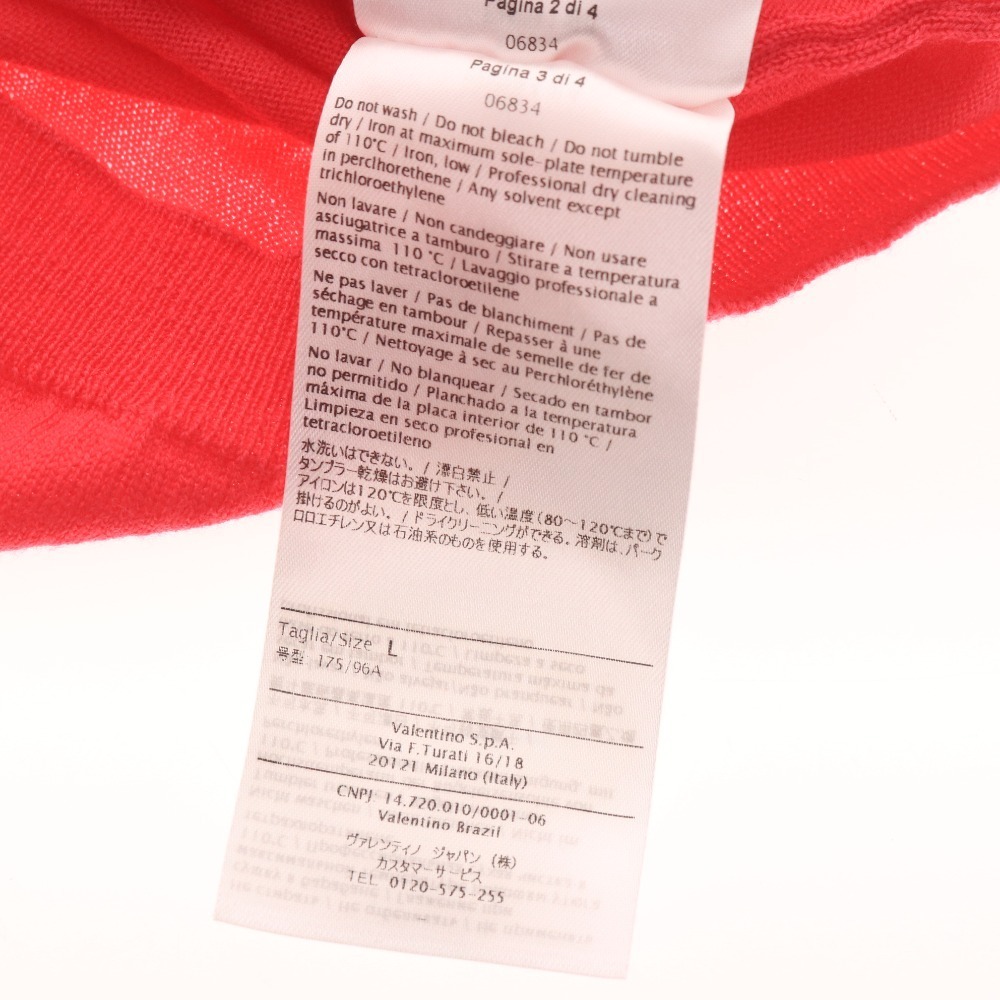 Pagina 2 di 4
06834
Pagina 3 di 4
06834
Do not wash / Do not bleach / Do not tumble
dry / Iron at maximum sole-plate temperature
of 110°C / Iron, low / Professional dry cleaning
in perclhorethene / Any solvent except
trichloroethylene
Non lavare / Non candeggiare / Non usare
asciugatrice a tamburo / Stirare a temperatura
massima 110 °C / Lavaggio professionale a
secco con tetracloroetilene
Ne pas laver / Pas de blanchiment / Pas de
séchage en tambour / Repasser à une
température maximale de semelle de fer de
110°C / Nettoyage à sec au Perchloréthylène
No lavar / No blanquear / Secado en tambor
no permitido / Planchado a la temperatura
máxima de la placa interior de 110 °C /
Limpieza en seco profesional en
tetracloroetileno
水洗いはできない。 / 漂白禁止 /
タンブラー乾燥はお避け下さい。 /
アイロンは120℃を限度とし、低い温度(80〜120℃まで)で
掛けるのがよい。 / ドライクリーニングができる。溶剤は、パーク
ロロエチレン又は石油系のものを使用する。
Taglia/Size L
号型 175/96A
Valentino S.p.A.
Via F.Turati 16/18
20121 Milano (Italy)
CNPJ 14.720.010/0001-06
Valentino Brazil
ヴァレンティノ ジャパン (株)
カスタマーサービス
TEL 0120-575-255